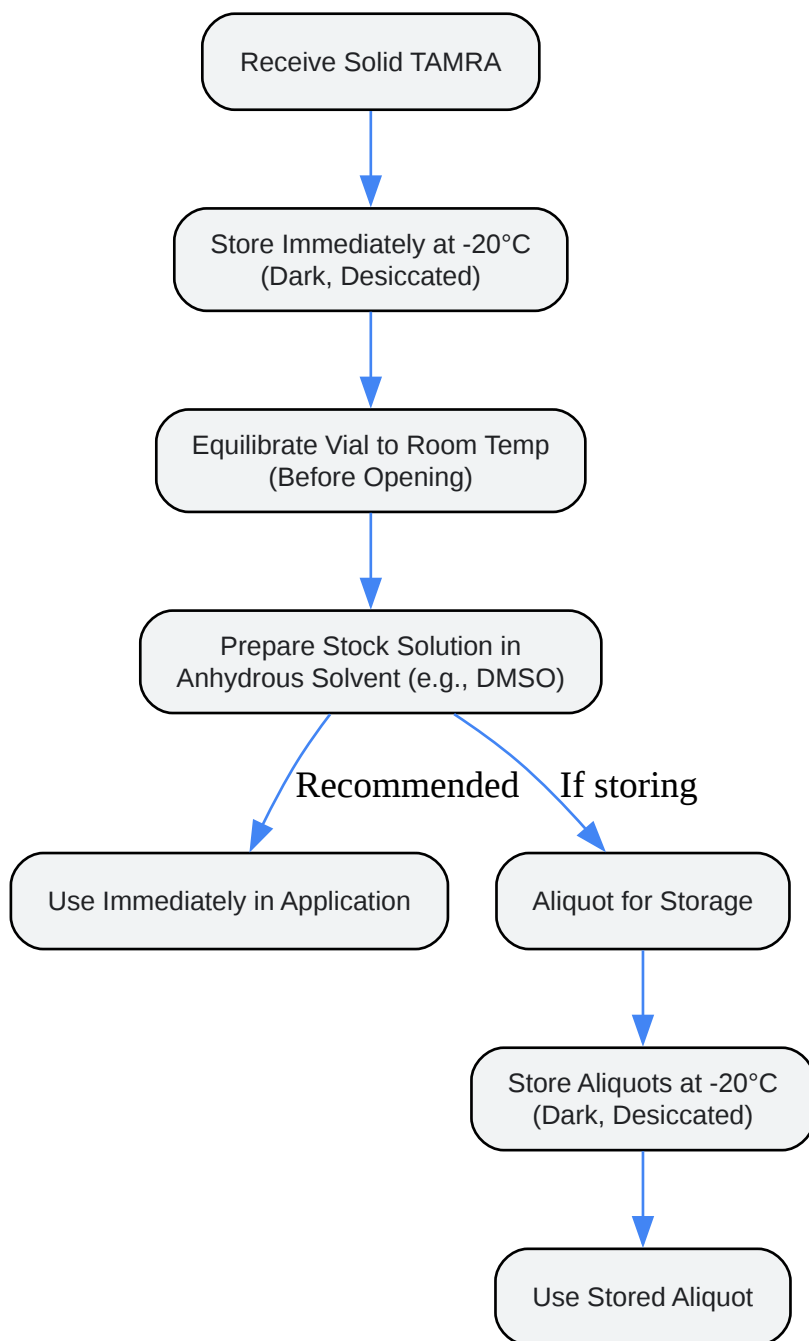 Receive Solid TAMRA
Store Immediately at -20°C
(Dark, Desiccated)
Equilibrate Vial to Room Temp
(Before Opening)
Prepare Stock Solution in
Anhydrous Solvent (e.g., DMSO)
Recommended
If storing
Use Immediately in Application
Aliquot for Storage
Store Aliquots at -20°C
(Dark, Desiccated)
Use Stored Aliquot